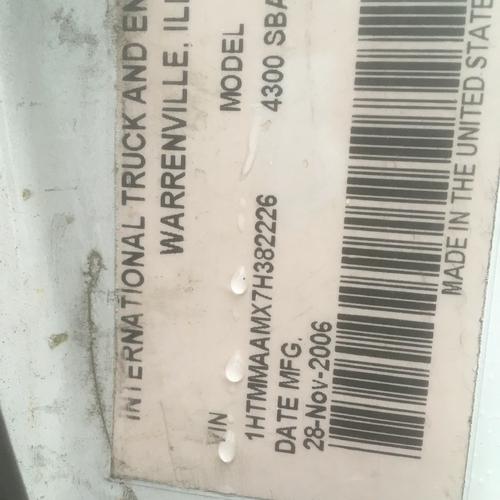 INTERNATIONAL TRUCK AND EN
WARRENVILLE, ILL
VIN MODEL
1HTMMAAMX7H382226 4300 SBA
DATE MFG.
28-Nov-2006
MADE IN THE UNITED STATE